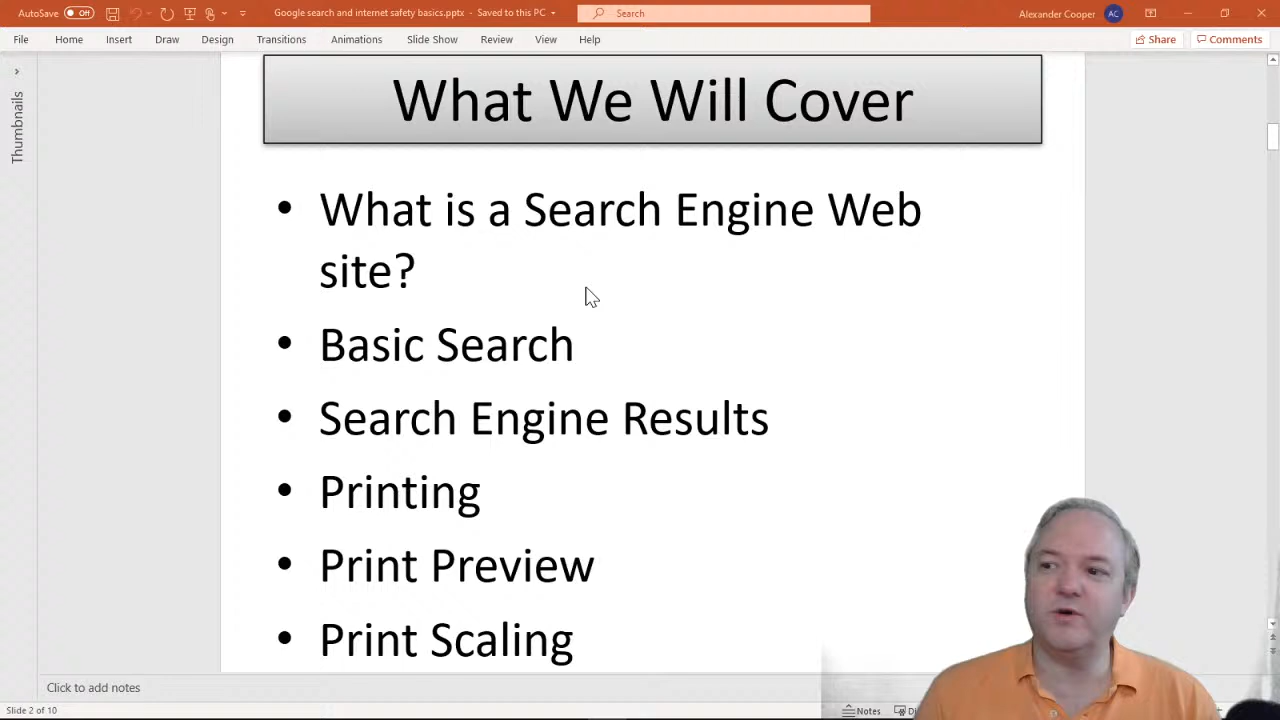 AutoSave Off Google search and internet safety basics.pptx - Saved to this PC Search Alexander Cooper AC
File Home Insert Draw Design Transitions Animations Slide Show Review View Help Share Comments
Thumbnails
What We Will Cover
• What is a Search Engine Web
site?
• Basic Search
• Search Engine Results
• Printing
• Print Preview
• Print Scaling
Click to add notes
Slide 2 of 10 Notes